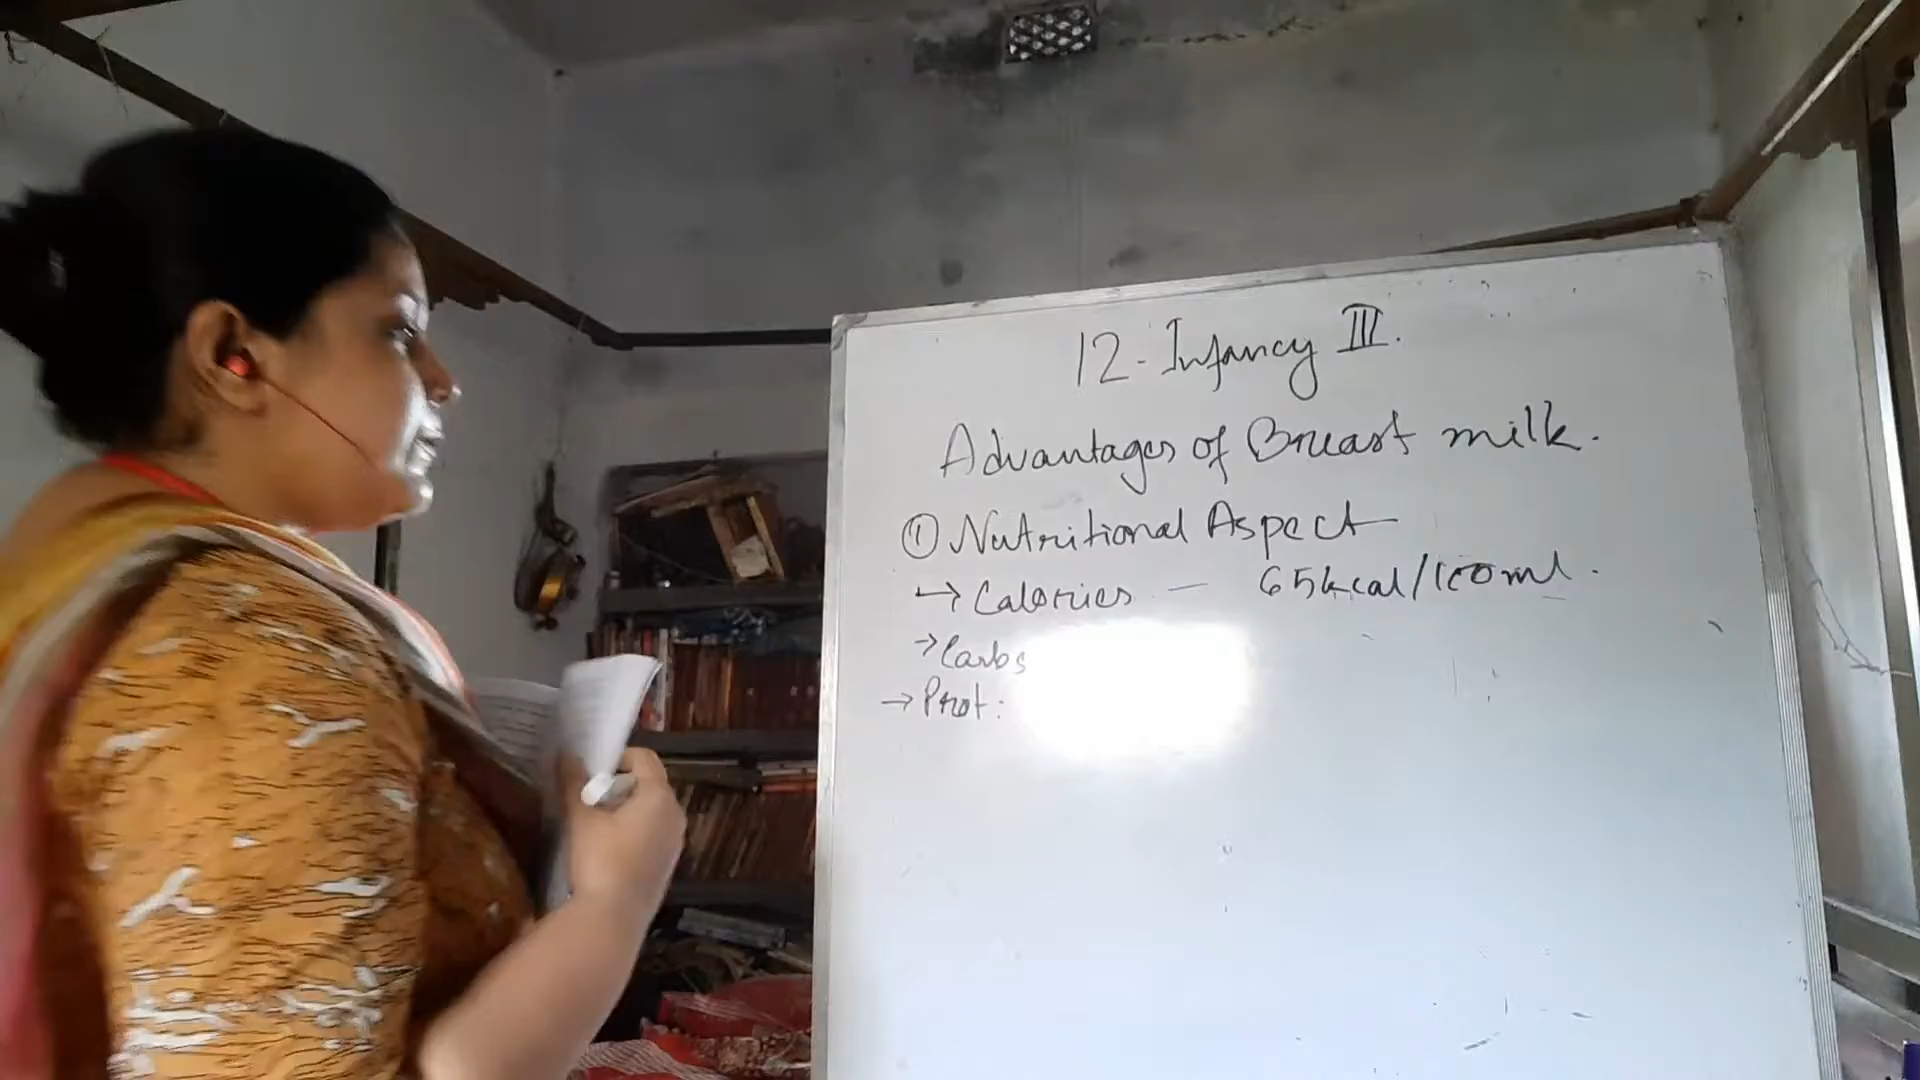 12-Infancy III.
Advantages of Breast milk.
① Nutritional Aspect
↳ Calories — 65kcal/100ml.
→ Carbs
→ Prot: